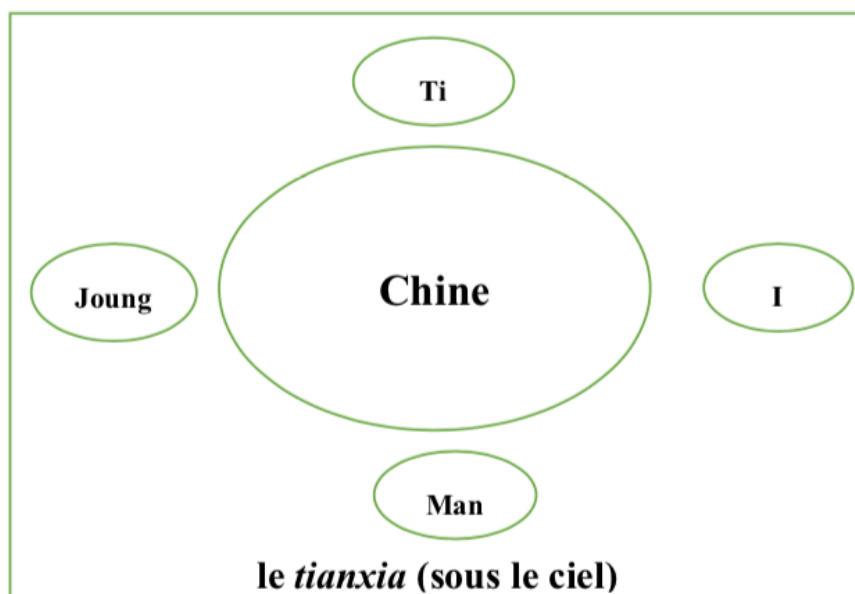 Ti
Joung
Chine
I
Man
le tianxia (sous le ciel)